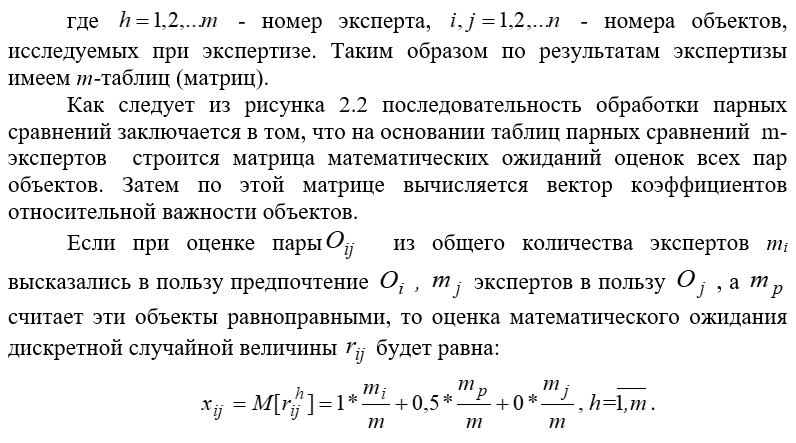 где h = 1,2,...m - номер эксперта, i, j = 1,2,...n - номера объектов,
исследуемых при экспертизе. Таким образом по результатам экспертизы
имеем m-таблиц (матриц).
Как следует из рисунка 2.2 последовательность обработки парных
сравнений заключается в том, что на основании таблиц парных сравнений m-
экспертов строится матрица математических ожиданий оценок всех пар
объектов. Затем по этой матрице вычисляется вектор коэффициентов
относительной важности объектов.
Если при оценке пары O_{ij} из общего количества экспертов m_i
высказались в пользу предпочтение O_i , m_j экспертов в пользу O_j , а m_p
считает эти объекты равноправными, то оценка математического ожидания
дискретной случайной величины r_{ij} будет равна:
x_{ij} = M[r_{ij}^h] = 1*\frac{m_i}{m} + 0,5*\frac{m_p}{m} + 0*\frac{m_j}{m}, h=\overline{1,m}.